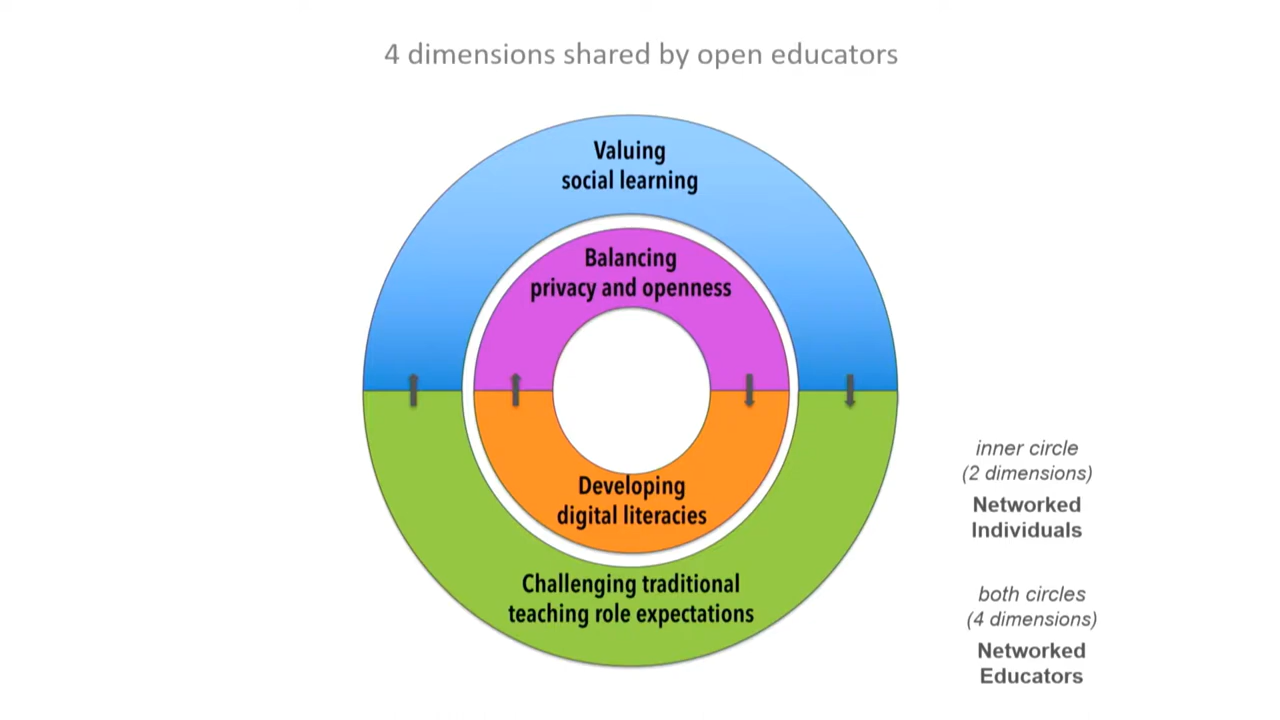 4 dimensions shared by open educators
Valuing
social learning
Balancing
privacy and openness
Developing
digital literacies
Challenging traditional
teaching role expectations
inner circle
(2 dimensions)
Networked
Individuals
both circles
(4 dimensions)
Networked
Educators